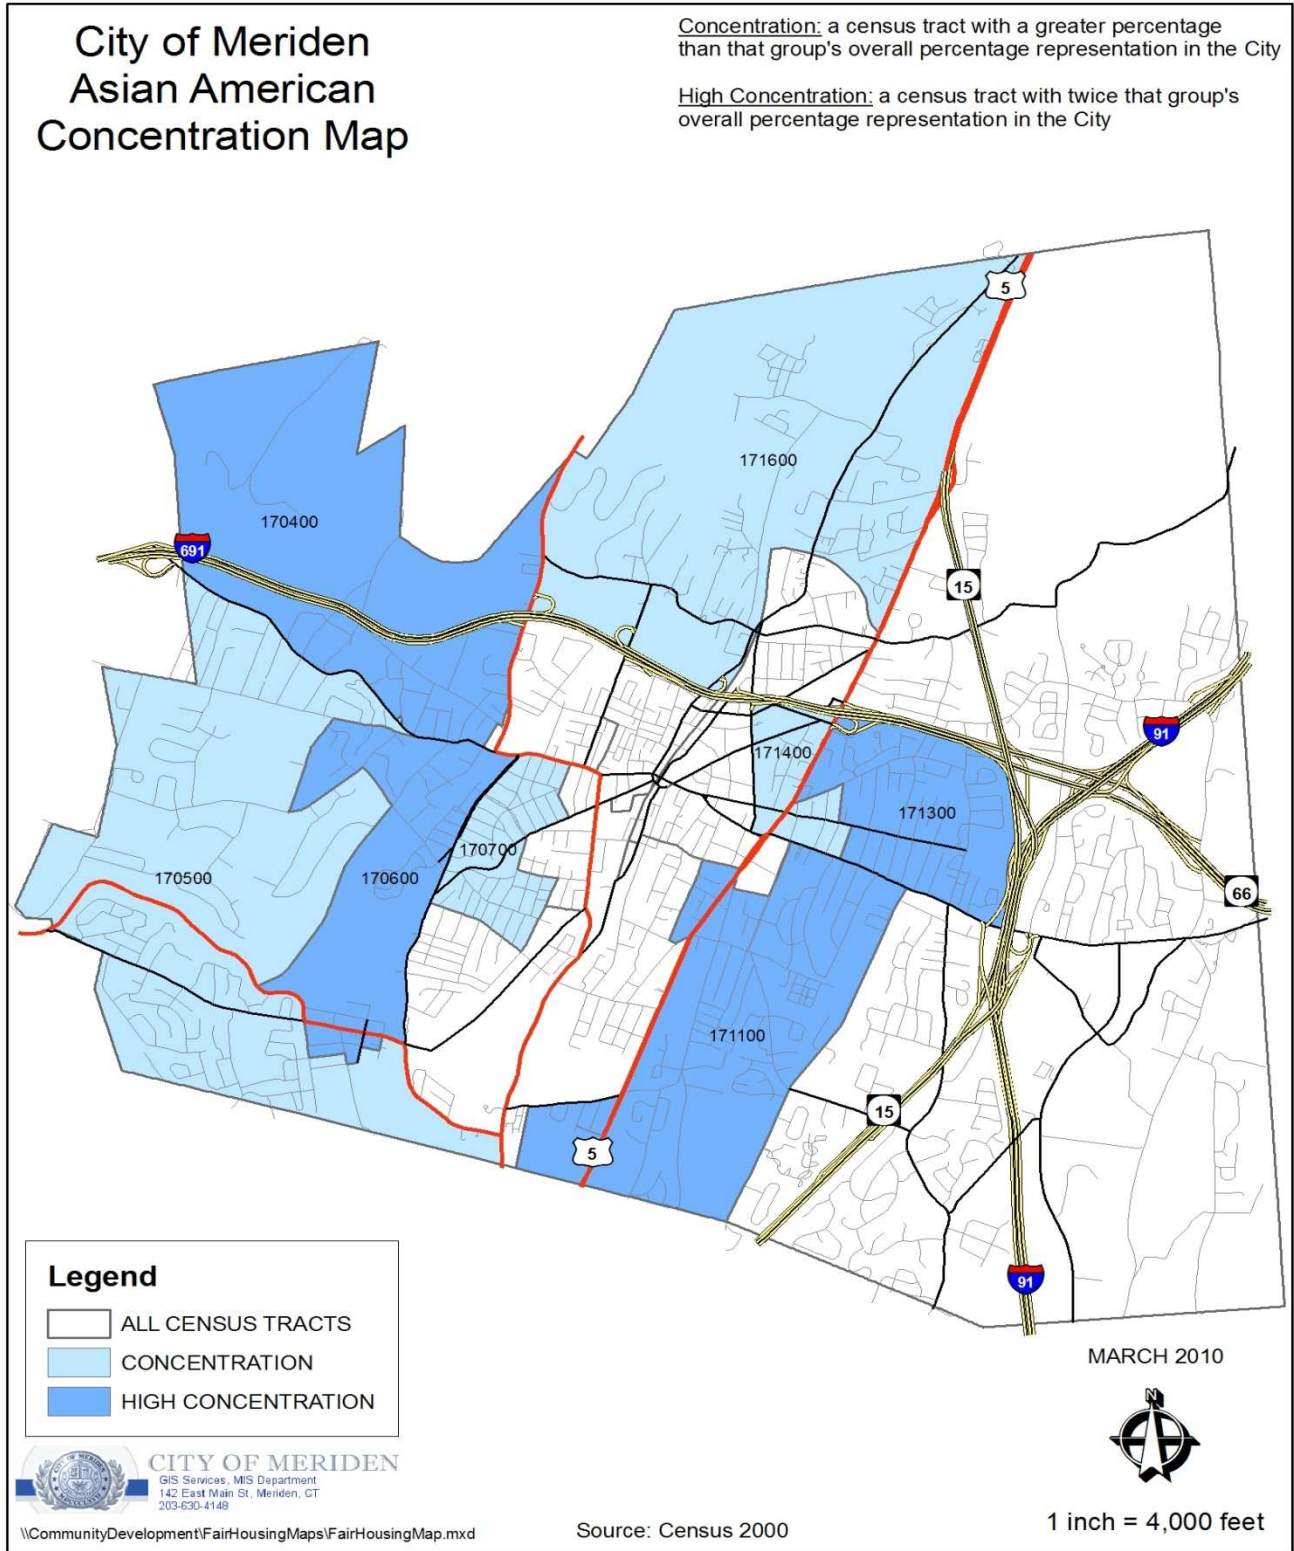 City of Meriden
Asian American
Concentration Map
Concentration: a census tract with a greater percentage
than that group's overall percentage representation in the City
High Concentration: a census tract with twice that group's
overall percentage representation in the City
5
171600
170400
691
15
91
171400
171300
170700
170600
170500
66
171100
15
5
91
Legend
ALL CENSUS TRACTS
CONCENTRATION
HIGH CONCENTRATION
MARCH 2010
N
CITY OF MERIDEN
CITY OF MERIDEN
GIS Services, MIS Department
142 East Main St, Meriden, CT
203-630-4148
\\CommunityDevelopment\FairHousingMaps\FairHousingMap.mxd
Source: Census 2000
1 inch = 4,000 feet